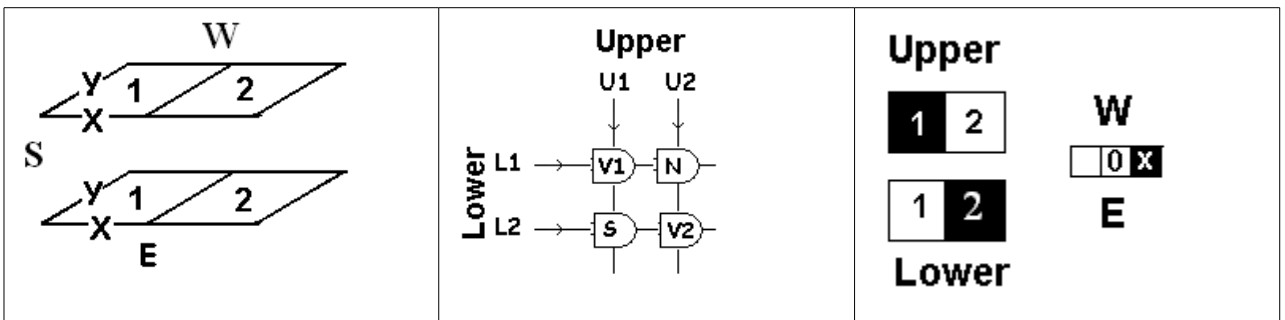 W
Y 1 2
X
S
Y 1 2
X
E
Upper
U1 U2
Lower
L1 V1 N
L2 S V2
Upper
1 2
W
0 X
E
1 2
Lower